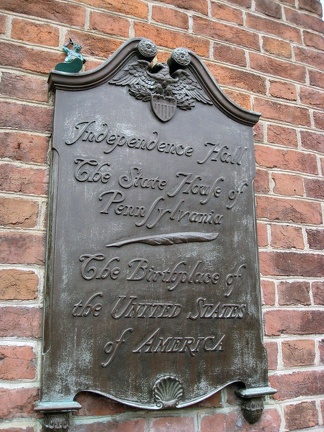 Independence Hall
The State House of
Pennsylvania
The Birthplace of
the UNITED STATES
of AMERICA